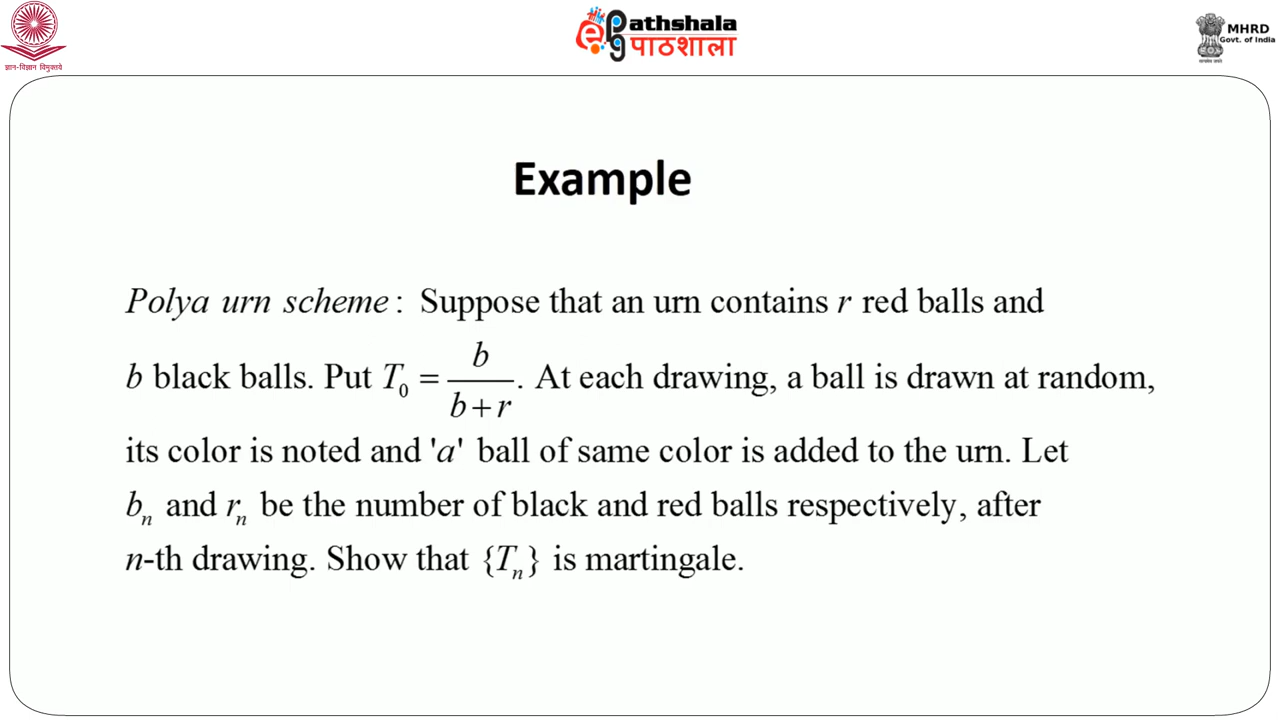 ज्ञान-विज्ञान विमुक्तये
ePathshala
पाठशाला
MHRD
Govt. of India
Example
Polya urn scheme : Suppose that an urn contains r red balls and
b black balls. Put T₀ = b/(b+r). At each drawing, a ball is drawn at random,
its color is noted and 'a' ball of same color is added to the urn. Let
bₙ and rₙ be the number of black and red balls respectively, after
n-th drawing. Show that {Tₙ} is martingale.